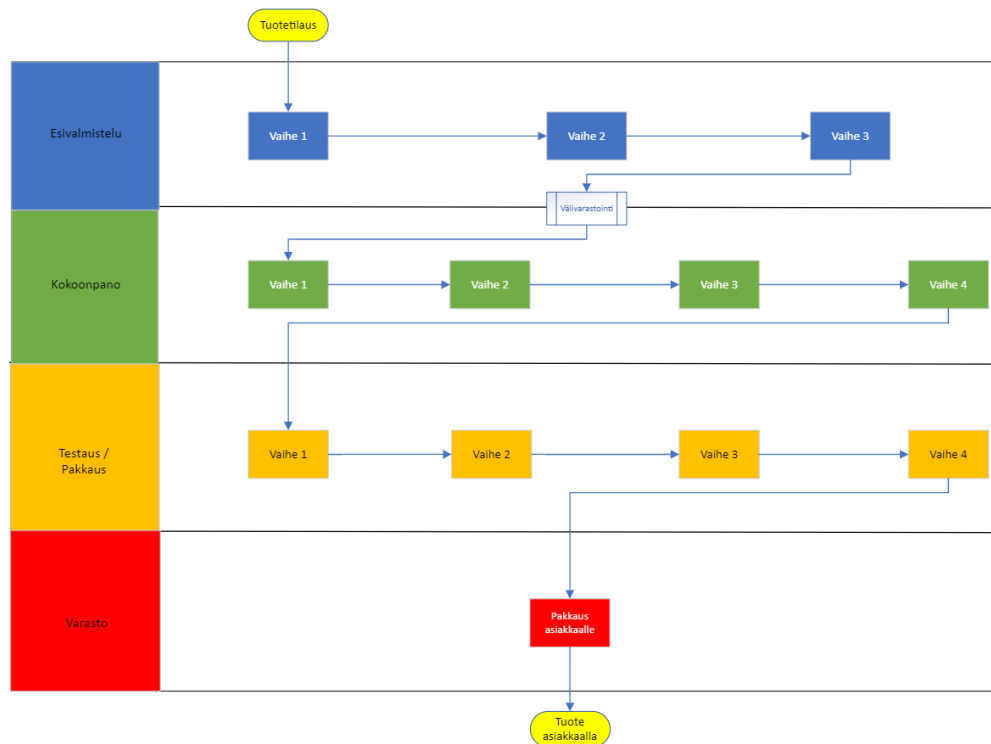 Tuotetilaus
Esivalmistelu
Vaihe 1
Vaihe 2
Vaihe 3
Välivarastointi
Kokoonpano
Vaihe 1
Vaihe 2
Vaihe 3
Vaihe 4
Testaus /
Pakkaus
Vaihe 1
Vaihe 2
Vaihe 3
Vaihe 4
Varasto
Pakkaus
asiakkaalle
Tuote
asiakkaalla